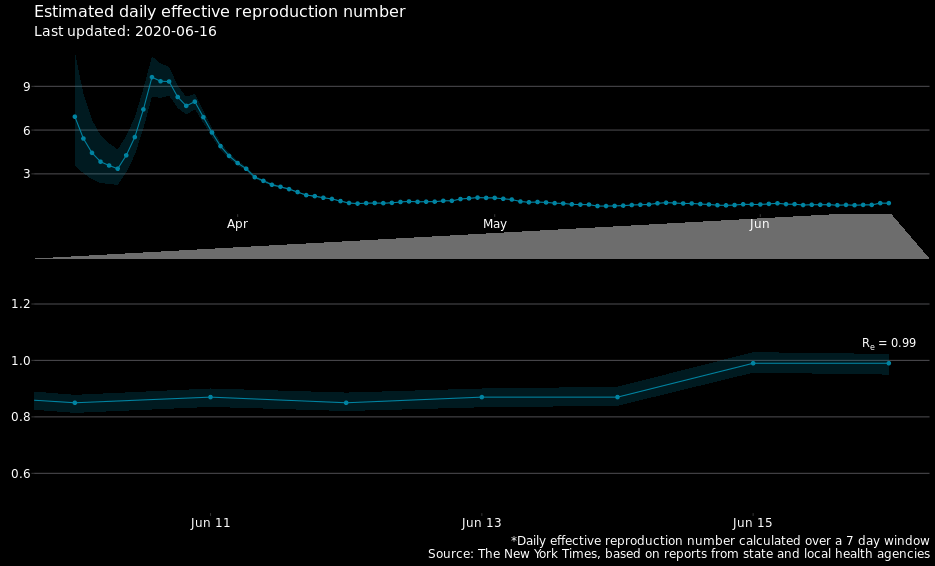 Estimated daily effective reproduction number
Last updated: 2020-06-16
9
6
3
Apr May Jun
1.2
Re = 0.99
1.0
0.8
0.6
Jun 11 Jun 13 Jun 15
*Daily effective reproduction number calculated over a 7 day window
Source: The New York Times, based on reports from state and local health agencies